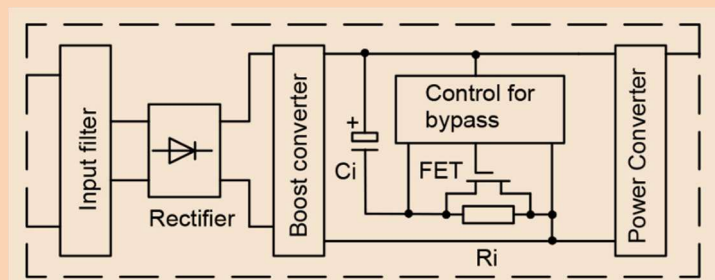 Input filter
Rectifier
Boost converter
+
Ci
Control for
bypass
FET
Ri
Power Converter